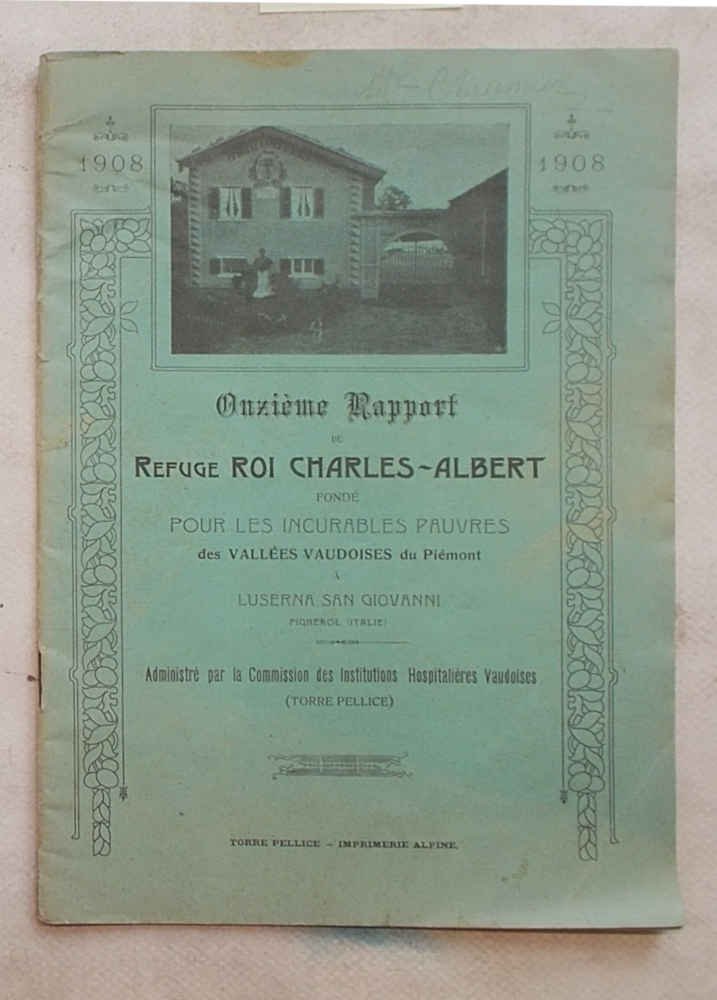 1908 1908
Onzième Rapport
DU
REFUGE ROI CHARLES-ALBERT
FONDÉ
POUR LES INCURABLES PAUVRES
des VALLÉES VAUDOISES du Piémont
À
LUSERNA SAN GIOVANNI
PIGNEROL (ITALIE)
Administré par la Commission des Institutions Hospitalières Vaudoises
(TORRE PELLICE)
TORRE PELLICE - IMPRIMERIE ALPINE.